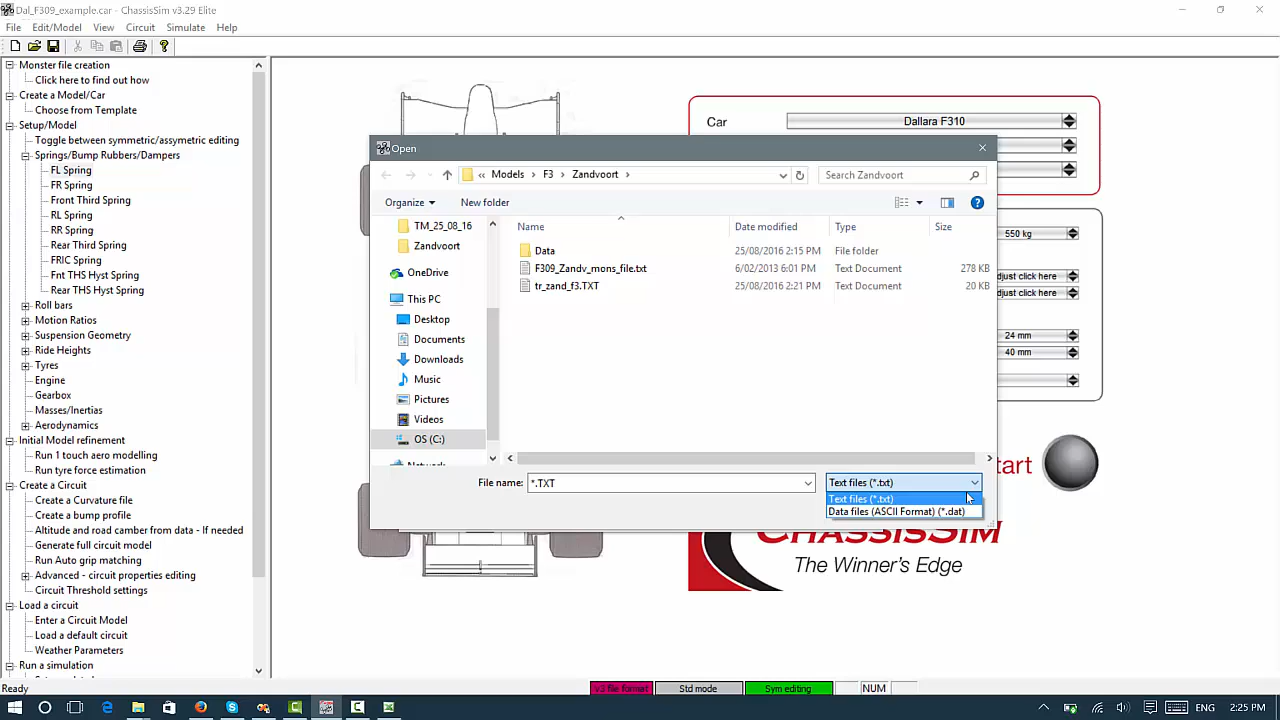 Dal_F309_example.car - ChassisSim v3.29 Elite
File Edit/Model View Circuit Simulate Help
Monster file creation
Click here to find out how
Create a Model/Car
Choose from Template
Setup/Model
Toggle between symmetric/assymetric editing
Springs/Bump Rubbers/Dampers
FL Spring
FR Spring
Front Third Spring
RL Spring
RR Spring
Rear Third Spring
FRIC Spring
Fnt THS Hyst Spring
Rear THS Hyst Spring
Roll bars
Motion Ratios
Suspension Geometry
Ride Heights
Tyres
Engine
Gearbox
Masses/Inertias
Aerodynamics
Initial Model refinement
Run 1 touch aero modelling
Run tyre force estimation
Create a Circuit
Create a Curvature file
Create a bump profile
Altitude and road camber from data - If needed
Generate full circuit model
Run Auto grip matching
Advanced - circuit properties editing
Circuit Threshold settings
Load a circuit
Enter a Circuit Model
Load a default circuit
Weather Parameters
Run a simulation
Car
Dallara F310
550 kg
djust click here
djust click here
24 mm
40 mm
tart
CHASSISSIM
The Winner's Edge
Open
« Models › F3 › Zandvoort ›
Search Zandvoort
Organize
New folder
TM_25_08_16
Zandvoort
OneDrive
This PC
Desktop
Documents
Downloads
Music
Pictures
Videos
OS (C:)
Name Date modified Type Size
Data 25/08/2016 2:15 PM File folder
F309_Zandv_mons_file.txt 6/02/2013 6:01 PM Text Document 278 KB
tr_zand_f3.TXT 25/08/2016 2:21 PM Text Document 20 KB
File name: *.TXT
Text files (*.txt)
Text files (*.txt)
Data files (ASCII Format) (*.dat)
Ready
v3 file format
Std mode
Sym editing
NUM
ENG 2:25 PM